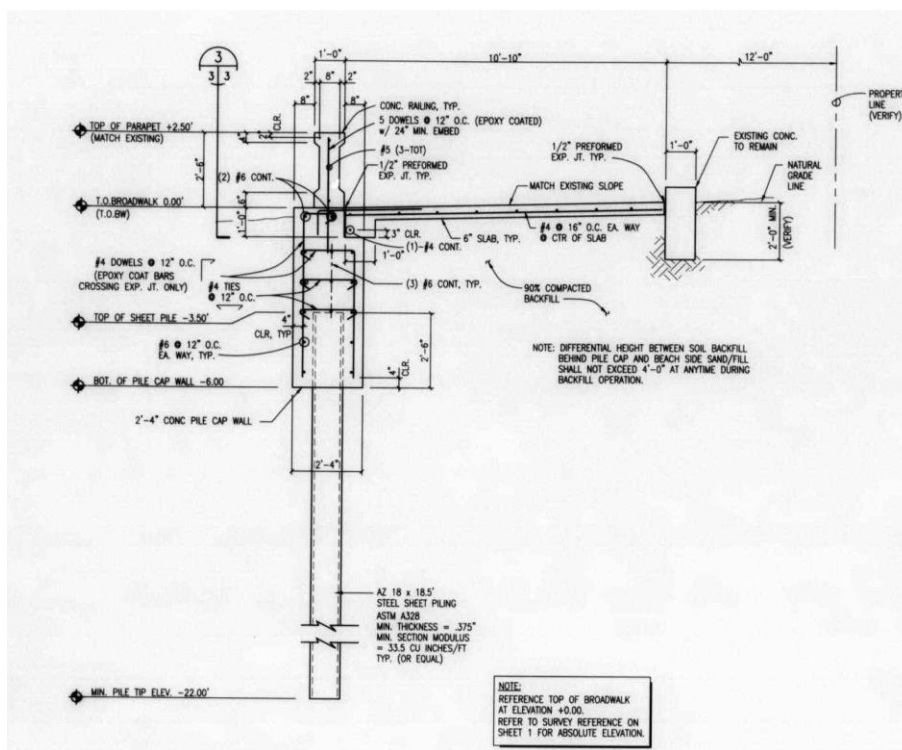 3
3 3
1'-0"
2" 8" 2"
8" 8"
10'-10"
12'-0"
PROPERTY
LINE
(VERIFY)
CONC. RAILING, TYP.
5 DOWELS @ 12" O.C. (EPOXY COATED)
w/ 24" MIN. EMBED
#5 (3-TOT)
1/2" PREFORMED
EXP. JT. TYP.
TOP OF PARAPET +2.50'
(MATCH EXISTING)
2'-6"
4"
2"
CLR.
(2) #6 CONT.
T.O.BROADWALK 0.00'
(T.O.BW)
1'-0"
6"
1/2" PREFORMED
EXP. JT. TYP.
1'-0"
EXISTING CONC.
TO REMAIN
NATURAL
GRADE
LINE
MATCH EXISTING SLOPE
2'-0" MIN.
(VERIFY)
3" CLR.
6" SLAB, TYP.
#4 @ 16" O.C. EA. WAY
@ CTR OF SLAB
(1)-#4 CONT.
1'-0"
#4 DOWELS @ 12" O.C.
(EPOXY COAT BARS
CROSSING EXP. JT. ONLY)
#4 TIES
@ 12" O.C.
(3) #6 CONT, TYP.
90% COMPACTED
BACKFILL
TOP OF SHEET PILE -3.50'
4"
CLR, TYP
#6 @ 12" O.C.
EA. WAY, TYP.
2'-6"
4"
CLR.
NOTE: DIFFERENTIAL HEIGHT BETWEEN SOIL BACKFILL
BEHIND PILE CAP AND BEACH SIDE SAND/FILL
SHALL NOT EXCEED 4'-0" AT ANYTIME DURING
BACKFILL OPERATION.
BOT. OF PILE CAP WALL -6.00
2'-4" CONC PILE CAP WALL
2'-4"
AZ 18 x 18.5'
STEEL SHEET PILING
ASTM A328
MIN. THICKNESS = .375"
MIN. SECTION MODULUS
= 33.5 CU INCHES/FT
TYP. (OR EQUAL)
MIN. PILE TIP ELEV. -22.00'
NOTE:
REFERENCE TOP OF BROADWALK
AT ELEVATION +0.00.
REFER TO SURVEY REFERENCE ON
SHEET 1 FOR ABSOLUTE ELEVATION.